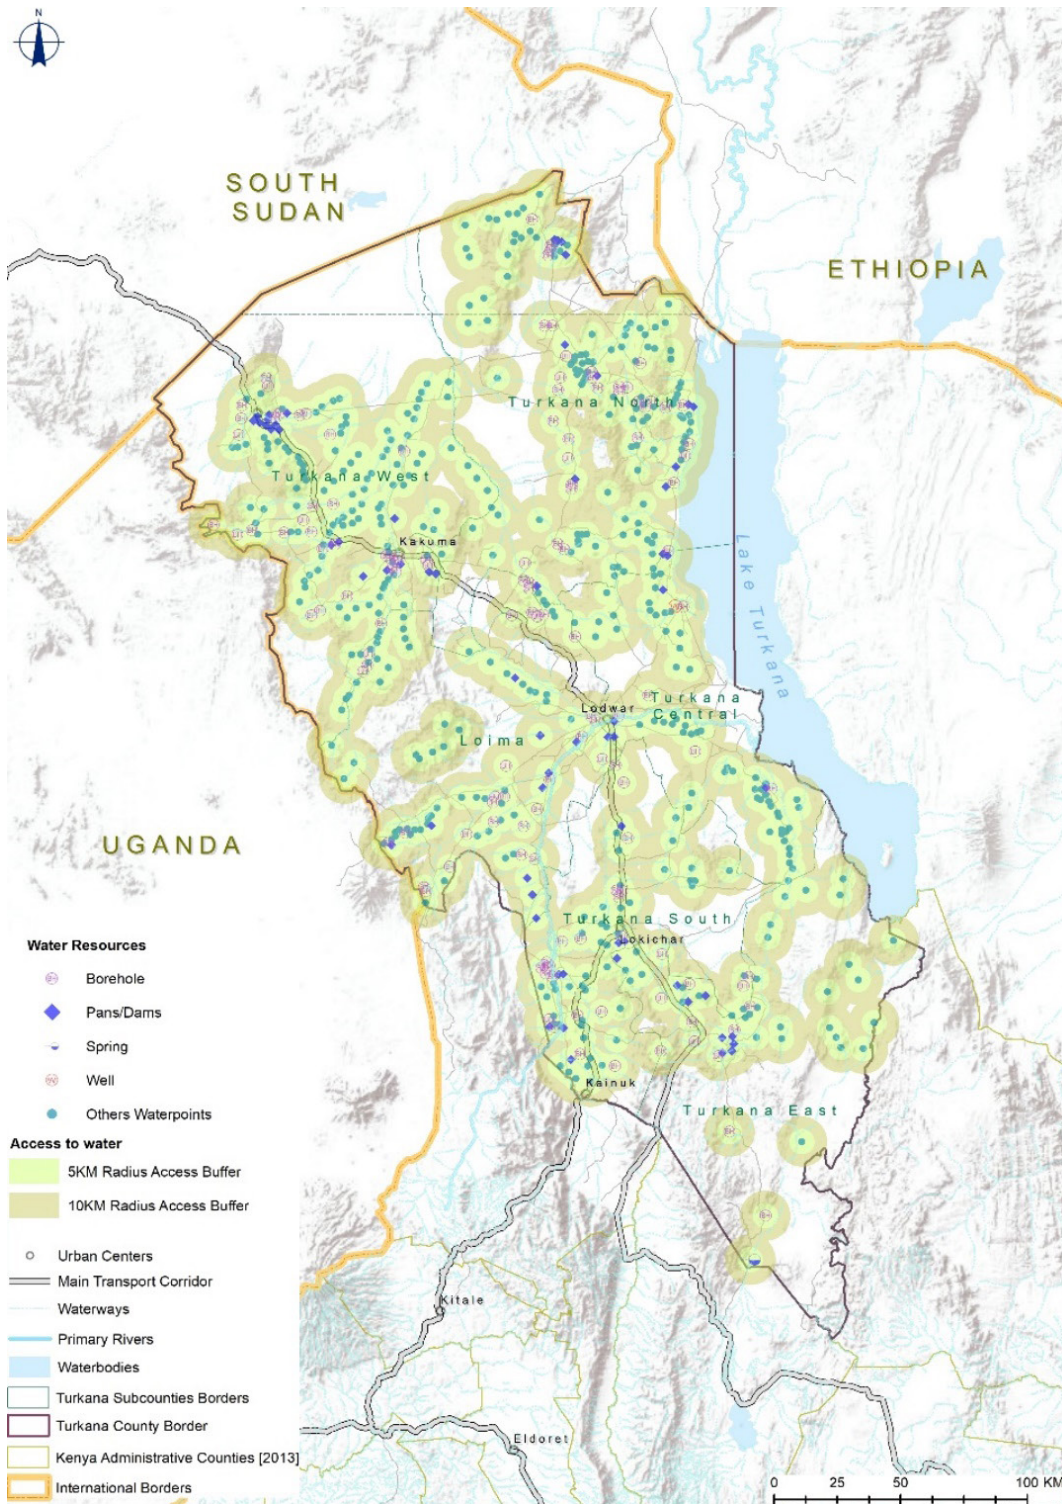 N
SOUTH
SUDAN
ETHIOPIA
Turkana North
Turkana West
Kakuma
Lake Turkana
Turkana
Central
Lodwar
Loima
UGANDA
Turkana South
Lokichar
Kainuk
Turkana East
Kitale
Eldoret
Water Resources
Borehole
Pans/Dams
Spring
Well
Others Waterpoints
Access to water
5KM Radius Access Buffer
10KM Radius Access Buffer
Urban Centers
Main Transport Corridor
Waterways
Primary Rivers
Waterbodies
Turkana Subcounties Borders
Turkana County Border
Kenya Administrative Counties [2013]
International Borders
0 25 50 100 KM